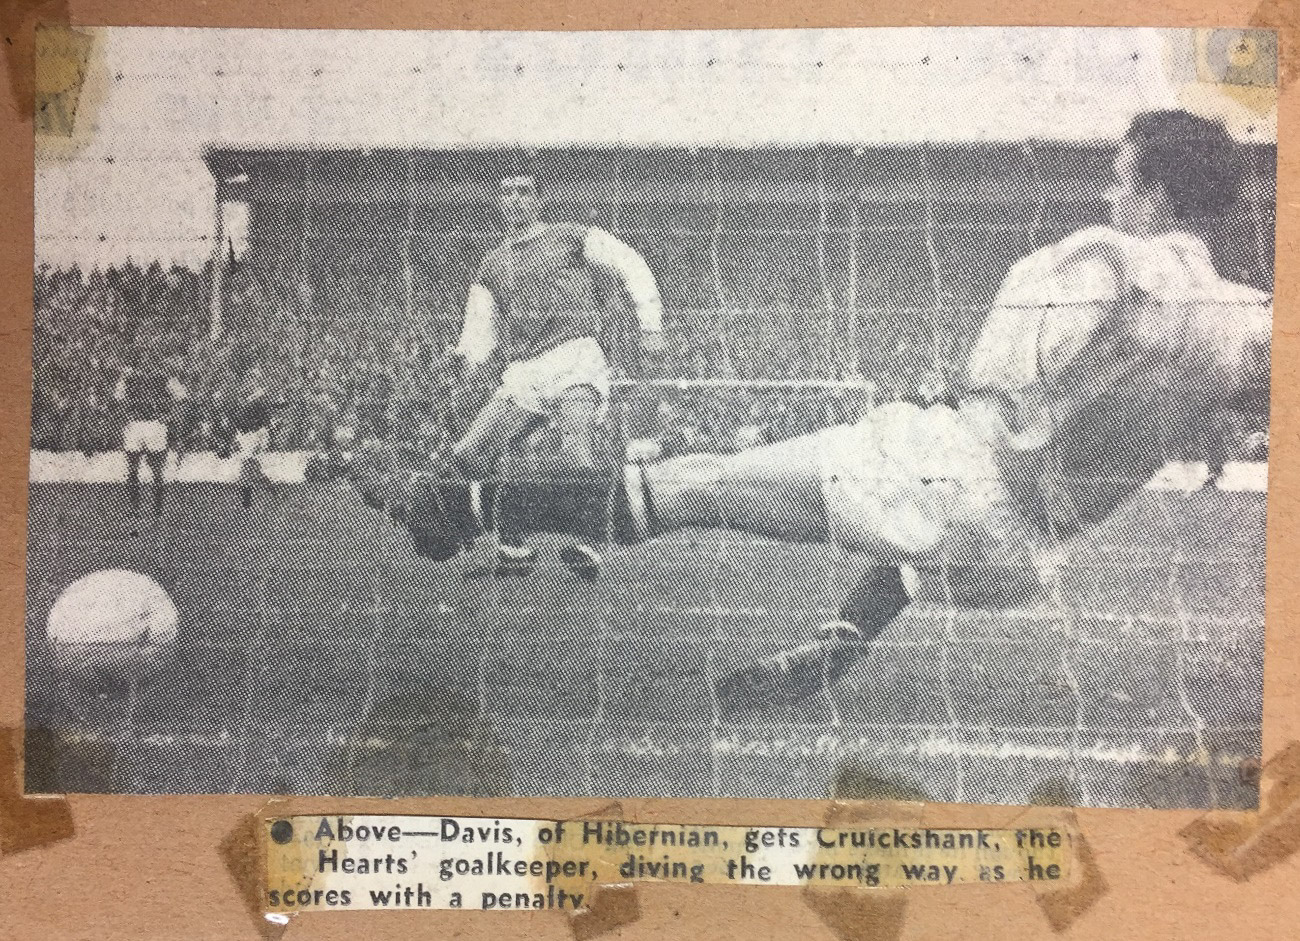 ● Above—Davis, of Hibernian, gets Cruickshank, the
Hearts' goalkeeper, diving the wrong way as he
scores with a penalty.